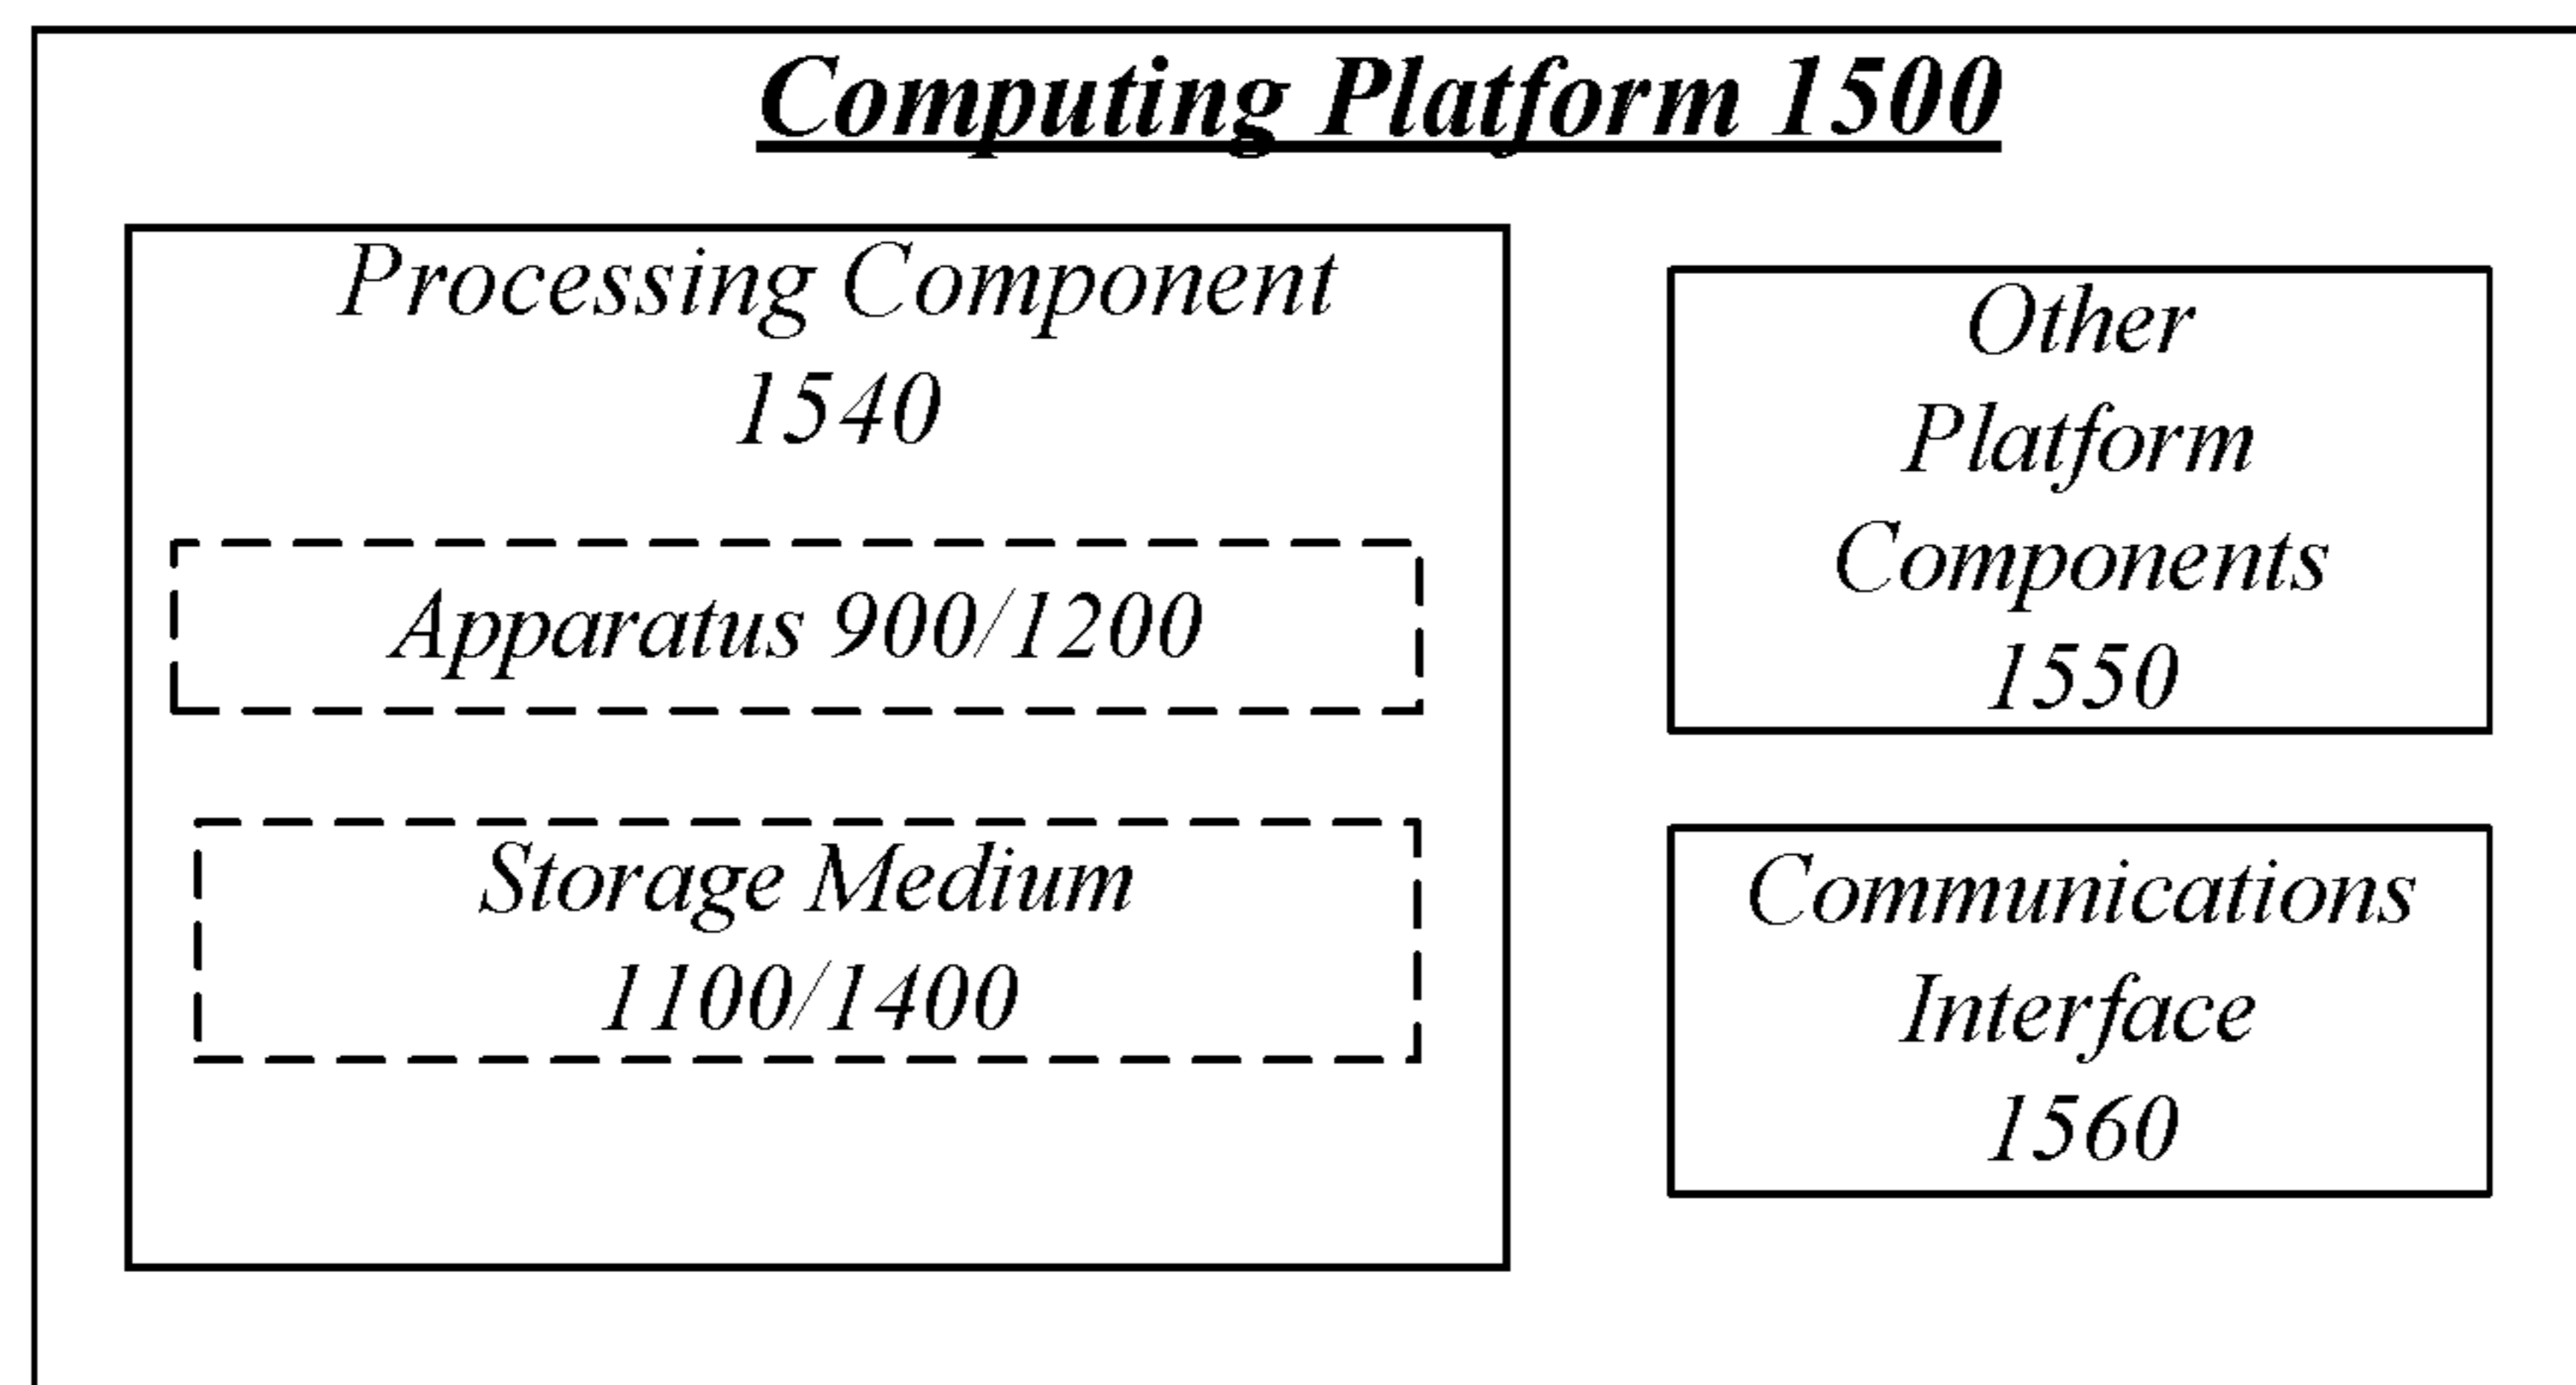 Computing Platform 1500
Processing Component
1540
Apparatus 900/1200
Storage Medium
1100/1400
Other
Platform
Components
1550
Communications
Interface
1560